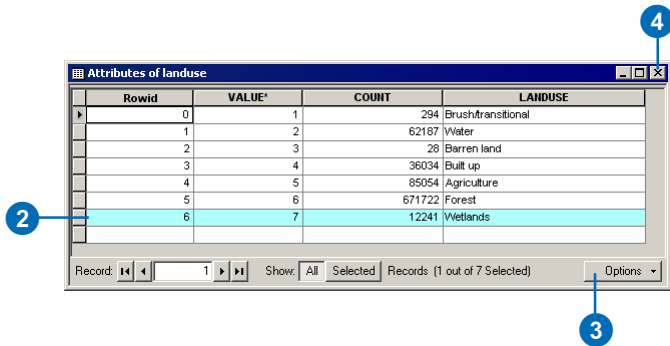 4
Attributes of landuse
Rowid VALUE* COUNT LANDUSE
0 1 294 Brush/transitional
1 2 62187 Water
2 3 28 Barren land
3 4 36034 Built up
4 5 85054 Agriculture
5 6 671722 Forest
2 6 7 12241 Wetlands
Record: 1 Show: All Selected Records (1 out of 7 Selected) Options
3